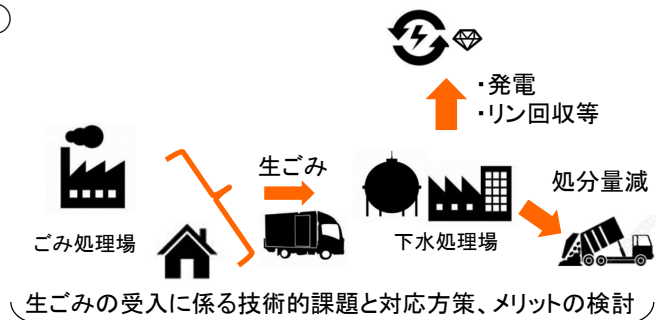 ・発電
・リン回収等
生ごみ
処分量減
ごみ処理場
下水処理場
生ごみの受入に係る技術的課題と対応方策、メリットの検討